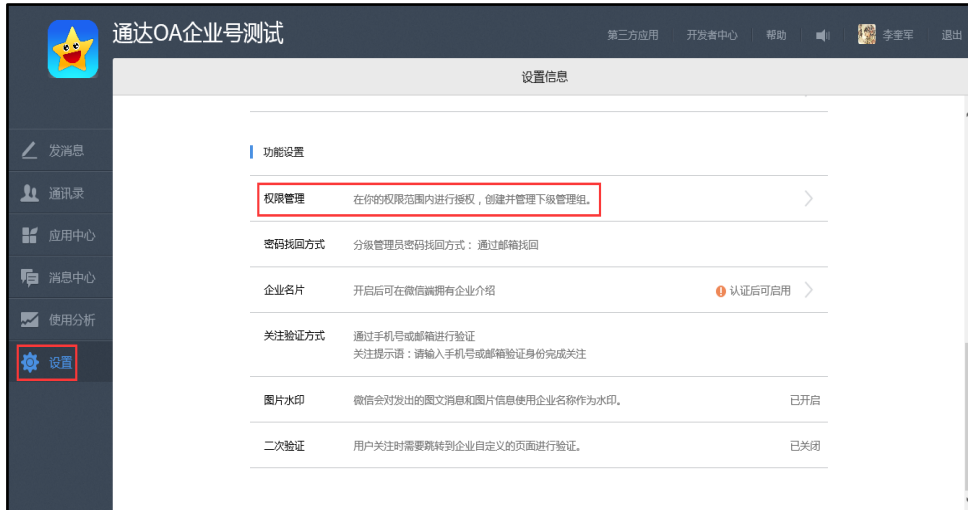 通达OA企业号测试
第三方应用 开发者中心 帮助 李奎军 退出
设置信息
发消息
通讯录
应用中心
消息中心
使用分析
设置
功能设置
权限管理 在你的权限范围内进行授权，创建并管理下级管理组。
密码找回方式 分级管理员密码找回方式： 通过邮箱找回
企业名片 开启后可在微信端拥有企业介绍 认证后可启用
关注验证方式 通过手机号或邮箱进行验证
关注提示语：请输入手机号或邮箱验证身份完成关注
图片水印 微信会对发出的图文消息和图片信息使用企业名称作为水印。 已开启
二次验证 用户关注时需要跳转到企业自定义的页面进行验证。 已关闭